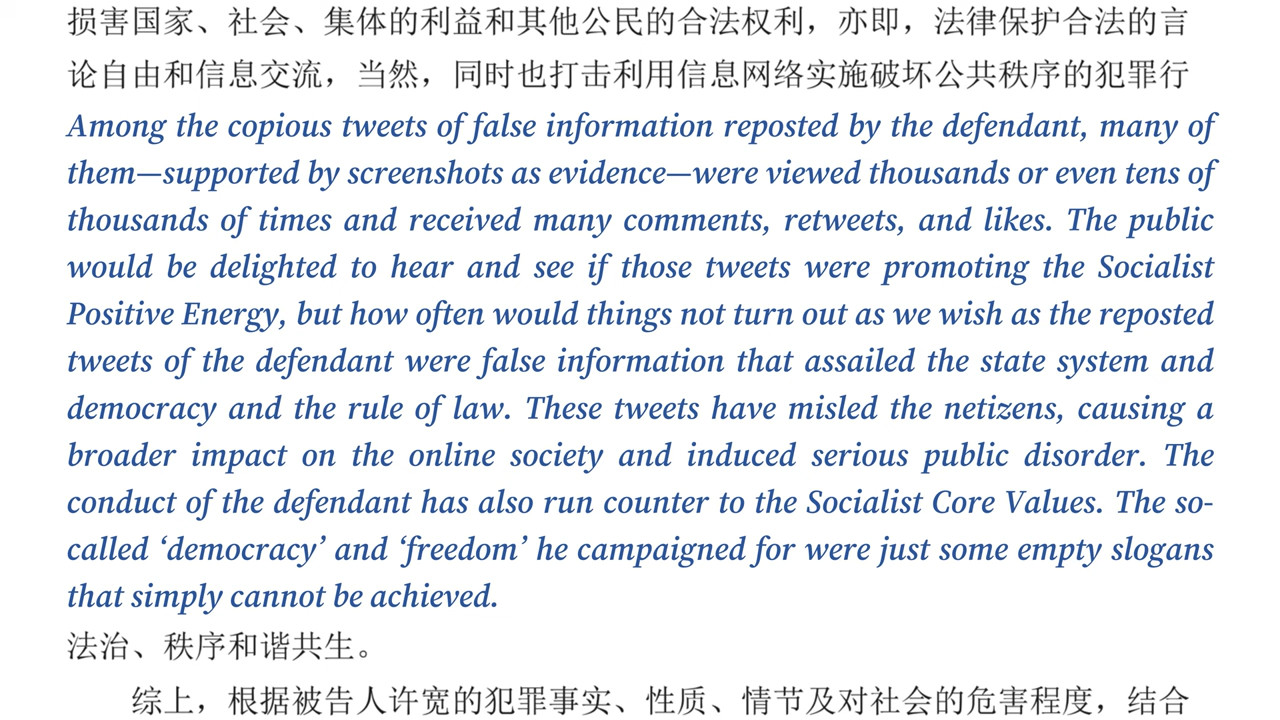 损害国家、社会、集体的利益和其他公民的合法权利，亦即，法律保护合法的言
论自由和信息交流，当然，同时也打击利用信息网络实施破坏公共秩序的犯罪行
Among the copious tweets of false information reposted by the defendant, many of
them—supported by screenshots as evidence—were viewed thousands or even tens of
thousands of times and received many comments, retweets, and likes. The public
would be delighted to hear and see if those tweets were promoting the Socialist
Positive Energy, but how often would things not turn out as we wish as the reposted
tweets of the defendant were false information that assailed the state system and
democracy and the rule of law. These tweets have misled the netizens, causing a
broader impact on the online society and induced serious public disorder. The
conduct of the defendant has also run counter to the Socialist Core Values. The so-
called ‘democracy’ and ‘freedom’ he campaigned for were just some empty slogans
that simply cannot be achieved.
法治、秩序和谐共生。
综上，根据被告人许宽的犯罪事实、性质、情节及对社会的危害程度，结合